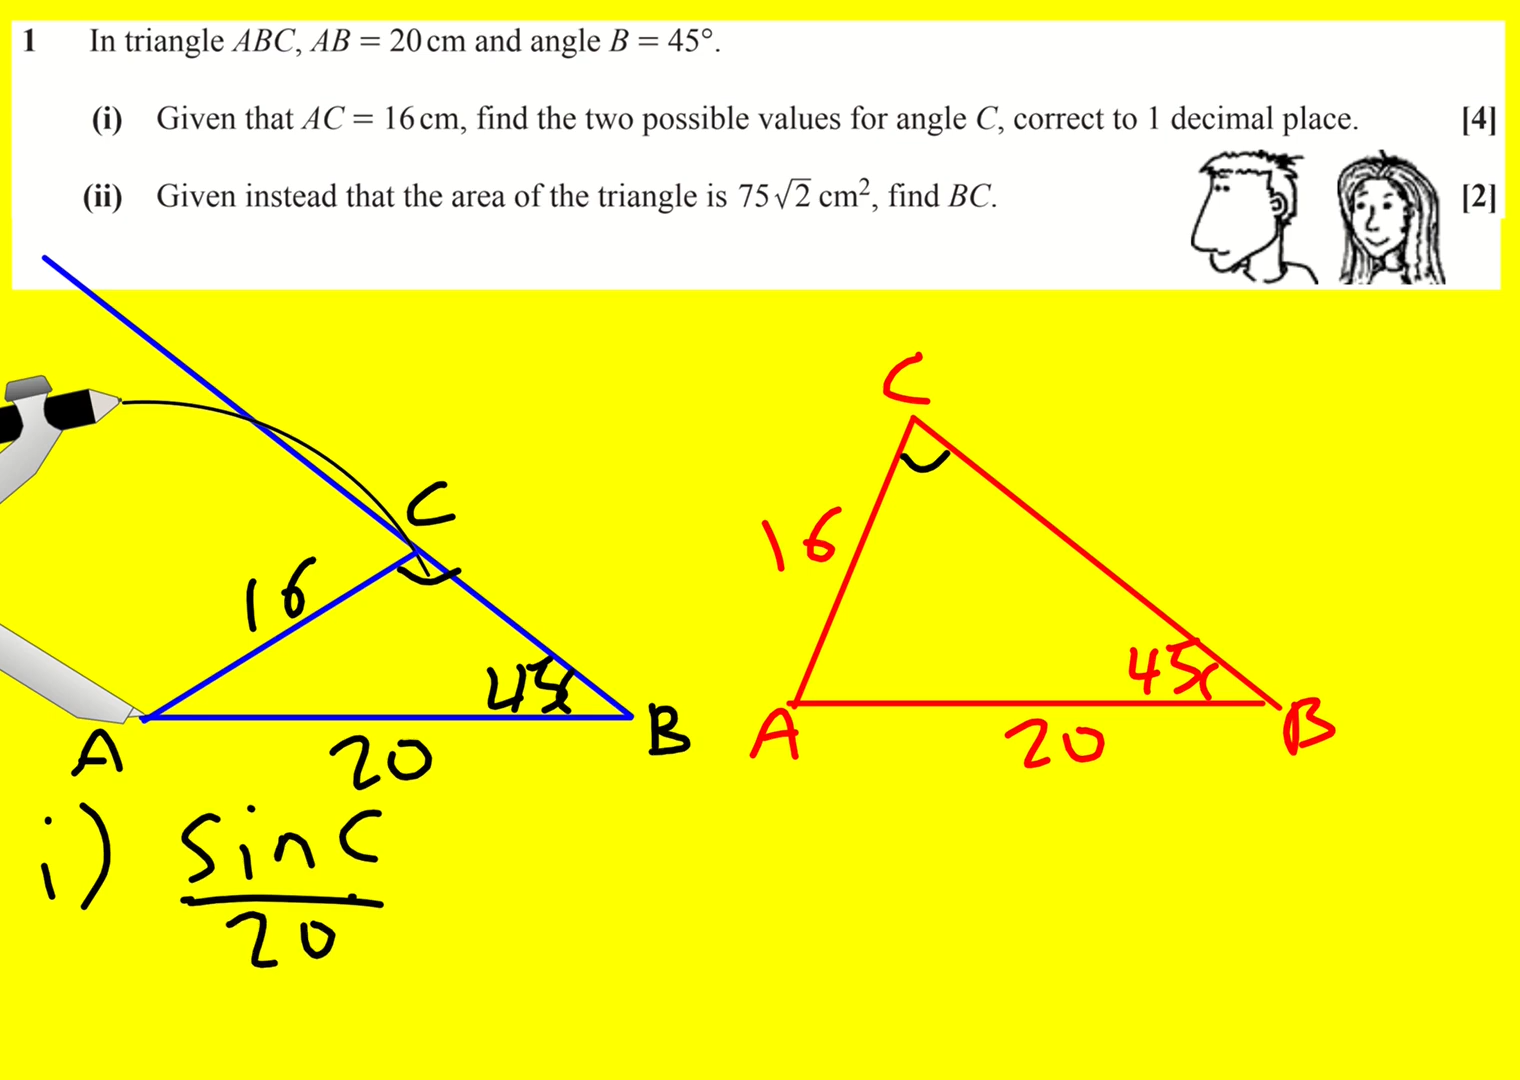 1 In triangle ABC, AB = 20 cm and angle B = 45°.
(i) Given that AC = 16 cm, find the two possible values for angle C, correct to 1 decimal place. [4]
(ii) Given instead that the area of the triangle is 75√2 cm², find BC. [2]
C
16
45
A
20
B
C
16
45
A
20
B
i) sin C
20